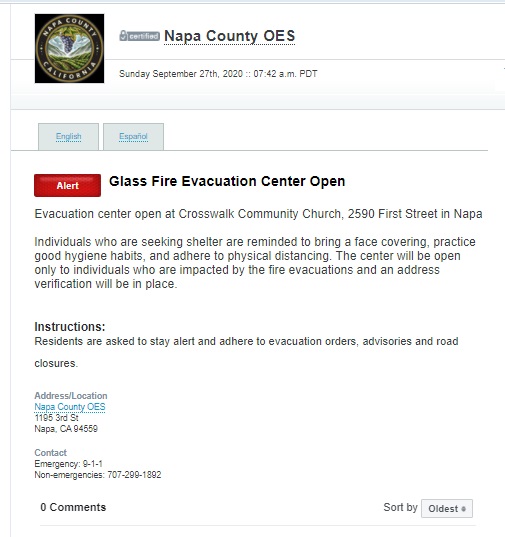 NAPA COUNTY
CALIFORNIA
certified Napa County OES
Sunday September 27th, 2020 :: 07:42 a.m. PDT
English Español
Alert Glass Fire Evacuation Center Open
Evacuation center open at Crosswalk Community Church, 2590 First Street in Napa
Individuals who are seeking shelter are reminded to bring a face covering, practice
good hygiene habits, and adhere to physical distancing. The center will be open
only to individuals who are impacted by the fire evacuations and an address
verification will be in place.
Instructions:
Residents are asked to stay alert and adhere to evacuation orders, advisories and road
closures.
Address/Location
Napa County OES
1195 3rd St
Napa, CA 94559
Contact
Emergency: 9-1-1
Non-emergencies: 707-299-1892
0 Comments Sort by Oldest